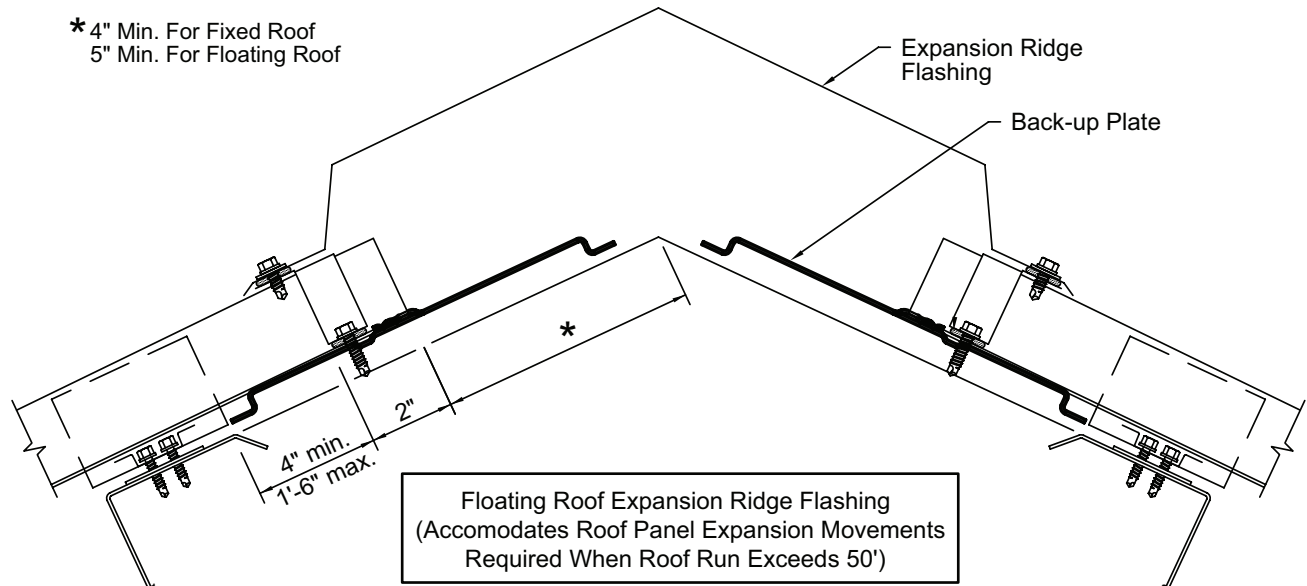 * 4" Min. For Fixed Roof
5" Min. For Floating Roof
Expansion Ridge
Flashing
Back-up Plate
*
2"
4" min.
1'-6" max.
Floating Roof Expansion Ridge Flashing
(Accomodates Roof Panel Expansion Movements
Required When Roof Run Exceeds 50')